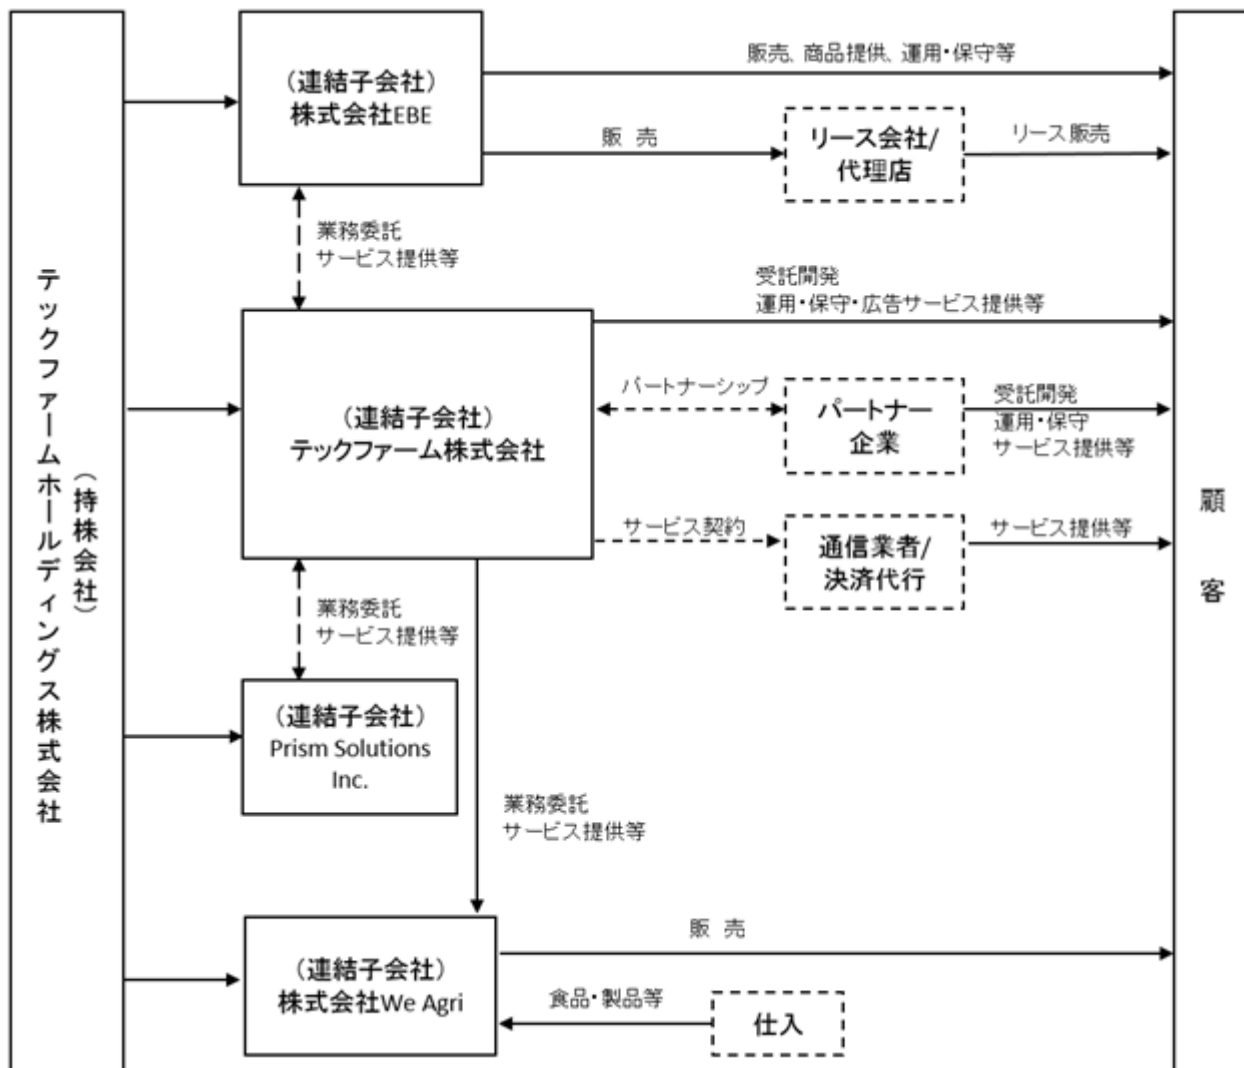 テックファームホールディングス株式会社
（持株会社）
（連結子会社）
株式会社EBE
販売、商品提供、運用・保守等
販 売
リース会社/
代理店
リース販売
業務委託
サービス提供等
（連結子会社）
テックファーム株式会社
受託開発
運用・保守・広告サービス提供等
パートナーシップ
パートナー
企業
受託開発
運用・保守
サービス提供等
サービス契約
通信業者/
決済代行
サービス提供等
業務委託
サービス提供等
（連結子会社）
Prism Solutions
Inc.
業務委託
サービス提供等
（連結子会社）
株式会社We Agri
販 売
食品・製品等
仕入
顧 客